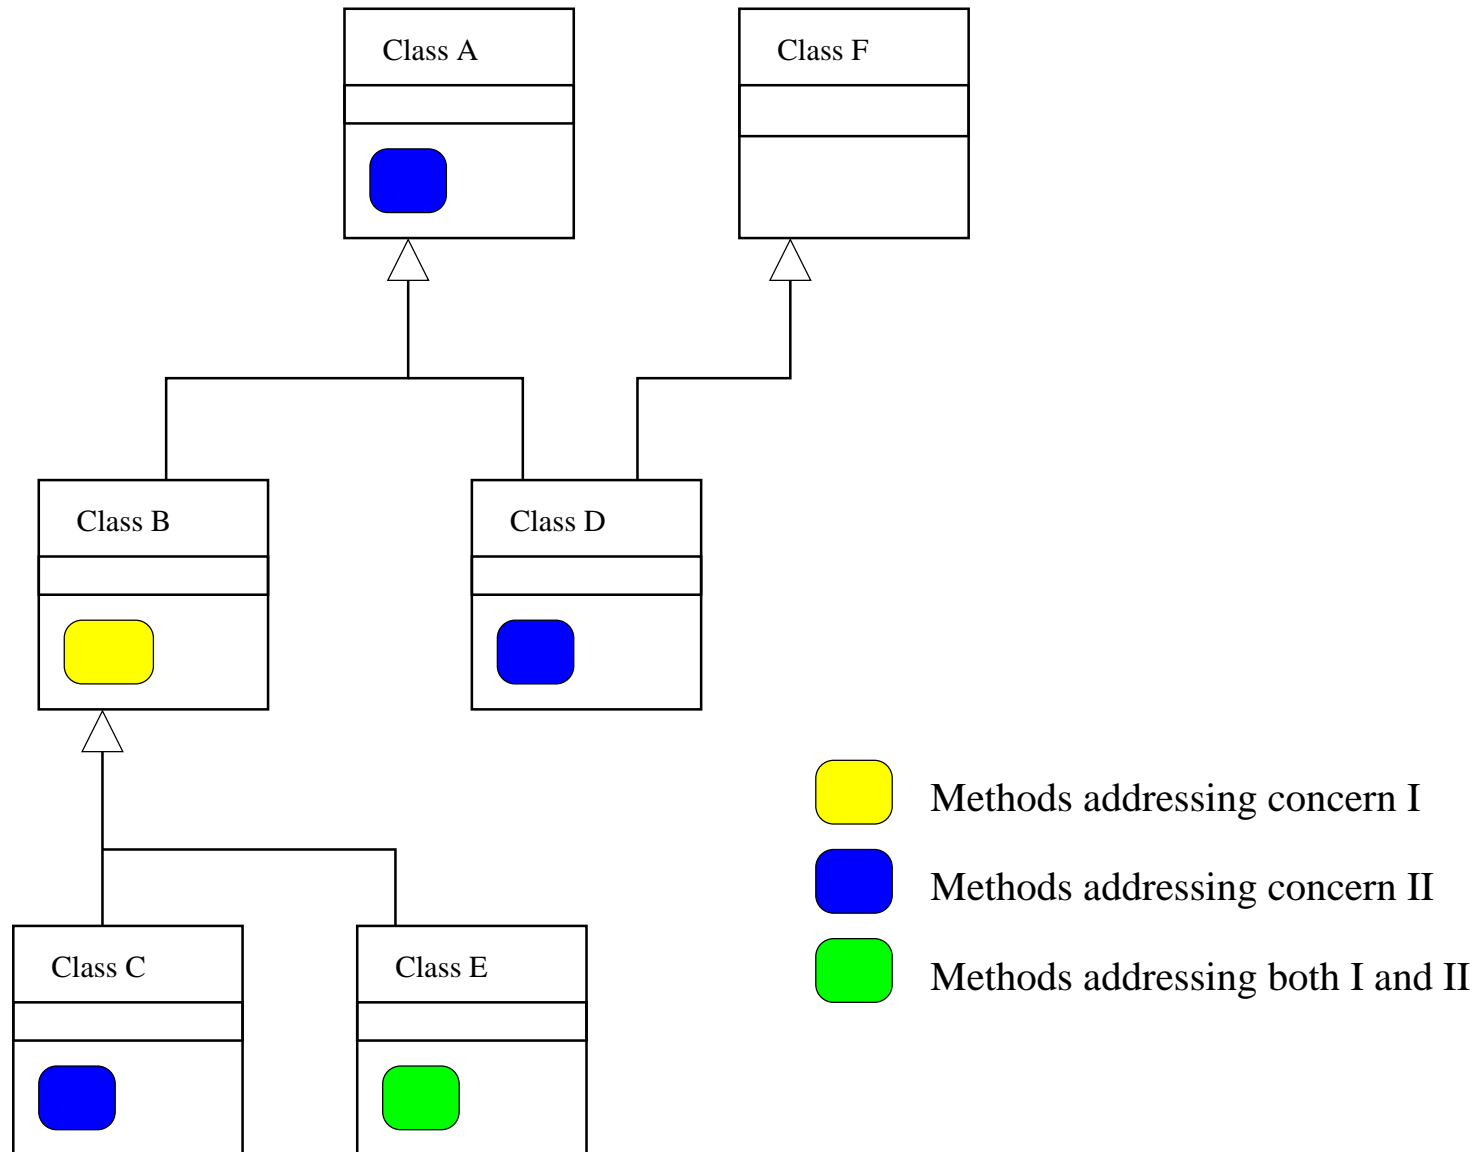 Class A
Class F
Class B
Class D
Methods addressing concern I
Methods addressing concern II
Class C
Class E
Methods addressing both I and II